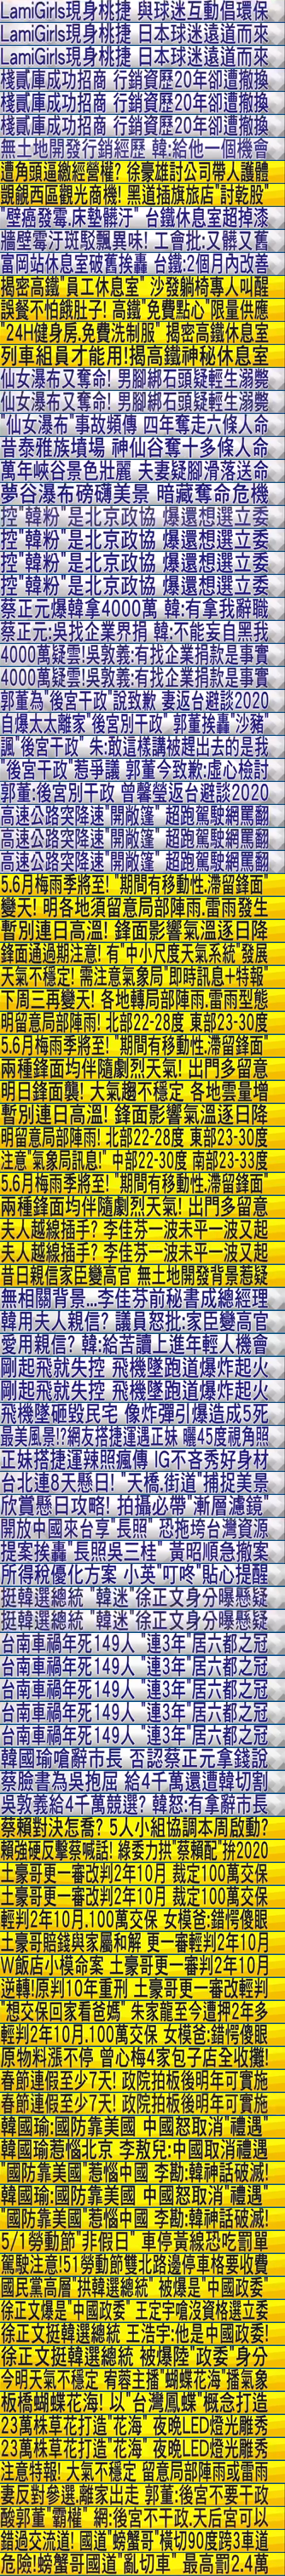 LamiGirls現身桃捷 與球迷互動倡環保
LamiGirls現身桃捷 日本球迷遠道而來
LamiGirls現身桃捷 日本球迷遠道而來
棧貳庫成功招商 行銷資歷20年卻遭撤換
棧貳庫成功招商 行銷資歷20年卻遭撤換
棧貳庫成功招商 行銷資歷20年卻遭撤換
無土地開發行銷經歷 韓:給他一個機會
遭角頭逼繳經營權? 徐豪雄討公司帶人護體
覬覦西區觀光商機! 黑道插旗旅店"討乾股"
"壁癌發霉.床墊髒汙" 台鐵休息室超掉漆
牆壁霉汙斑駁飄異味! 工會批:又髒又舊
富岡站休息室破舊挨轟 台鐵:2個月內改善
揭密高鐵"員工休息室" 沙發躺椅專人叫醒
誤餐不怕餓肚子! 高鐵"免費點心"限量供應
"24H健身房.免費洗制服" 揭密高鐵休息室
列車組員才能用!揭高鐵神秘休息室
仙女瀑布又奪命! 男腳綁石頭疑輕生溺斃
仙女瀑布又奪命! 男腳綁石頭疑輕生溺斃
"仙女瀑布"事故頻傳 四年奪走六條人命
昔泰雅族墳場 神仙谷奪十多條人命
萬年峽谷景色壯麗 夫妻疑腳滑落送命
夢谷瀑布磅礴美景 暗藏奪命危機
控"韓粉"是北京政協 爆還想選立委
控"韓粉"是北京政協 爆還想選立委
控"韓粉"是北京政協 爆還想選立委
控"韓粉"是北京政協 爆還想選立委
蔡正元爆韓拿4000萬 韓:有拿我辭職
蔡正元:吳找企業界捐 韓:不能妄自黑我
4000萬疑雲!吳敦義:有找企業捐款是事實
4000萬疑雲!吳敦義:有找企業捐款是事實
郭董為"後宮干政"說致歉 妻返台避談2020
自爆太太離家"後宮別干政" 郭董挨轟"沙豬"
諷"後宮干政" 朱:敢這樣講被趕出去的是我
"後宮干政"惹爭議 郭董今致歉:虛心檢討
郭董:後宮別干政 曾馨瑩返台避談2020
高速公路突降速"開敞篷" 超跑駕駛網罵翻
高速公路突降速"開敞篷" 超跑駕駛網罵翻
高速公路突降速"開敞篷" 超跑駕駛網罵翻
5.6月梅雨季將至! "期間有移動性.滯留鋒面"
變天! 明各地須留意局部陣雨.雷雨發生
暫別連日高溫! 鋒面影響氣溫逐日降
鋒面通過期注意! 有"中小尺度天氣系統"發展
天氣不穩定! 需注意氣象局"即時訊息+特報"
下周三再變天! 各地轉局部陣雨.雷雨型態
明留意局部陣雨! 北部22-28度 東部23-30度
5.6月梅雨季將至! "期間有移動性.滯留鋒面"
兩種鋒面均伴隨劇烈天氣! 出門多留意
明日鋒面襲! 大氣趨不穩定 各地雲量增
暫別連日高溫! 鋒面影響氣溫逐日降
明留意局部陣雨! 北部22-28度 東部23-30度
注意"氣象局訊息!" 中部22-30度 南部23-33度
5.6月梅雨季將至! "期間有移動性.滯留鋒面"
兩種鋒面均伴隨劇烈天氣! 出門多留意
夫人越線插手? 李佳芬一波未平一波又起
夫人越線插手? 李佳芬一波未平一波又起
昔日親信家臣變高官 無土地開發背景惹疑
無相關背景...李佳芬前秘書成總經理
韓用夫人親信? 議員怒批:家臣變高官
愛用親信? 韓:給苦讀上進年輕人機會
剛起飛就失控 飛機墜跑道爆炸起火
剛起飛就失控 飛機墜跑道爆炸起火
飛機墜砸毀民宅 像炸彈引爆造成5死
最美風景!?網友搭捷運遇正妹 曬45度視角照
正妹搭捷運辣照瘋傳 IG不吝秀好身材
台北連8天懸日! "天橋.街道"捕捉美景
欣賞懸日攻略! 拍攝必帶"漸層濾鏡"
開放中國來台享"長照" 恐拖垮台灣資源
提案挨轟"長照吳三桂" 黃昭順急撤案
所得稅優化方案 小英"叮咚"貼心提醒
挺韓選總統 "韓迷"徐正文身分曝懸疑
挺韓選總統 "韓迷"徐正文身分曝懸疑
台南車禍年死149人 "連3年"居六都之冠
台南車禍年死149人 "連3年"居六都之冠
台南車禍年死149人 "連3年"居六都之冠
台南車禍年死149人 "連3年"居六都之冠
台南車禍年死149人 "連3年"居六都之冠
韓國瑜嗆辭市長 否認蔡正元拿錢說
蔡臉書為吳抱屈 給4千萬還遭韓切割
吳敦義給4千萬競選? 韓怒:有拿辭市長
蔡賴對決怎喬? 5人小組協調本周啟動?
賴強硬反擊蔡喊話! 綠委力拱"蔡賴配"拚2020
土豪哥更一審改判2年10月 裁定100萬交保
土豪哥更一審改判2年10月 裁定100萬交保
輕判2年10月.100萬交保 女模爸:錯愕傻眼
土豪哥賠錢與家屬和解 更一審輕判2年10月
W飯店小模命案 土豪哥更一審判2年10月
逆轉!原判10年重刑 土豪哥更一審改輕判
"想交保回家看爸媽" 朱家龍至今遭押2年多
輕判2年10月.100萬交保 女模爸:錯愕傻眼
原物料漲不停 曾心梅4家包子店全收攤!
春節連假至少7天! 政院拍板後明年可實施
春節連假至少7天! 政院拍板後明年可實施
韓國瑜:國防靠美國 中國怒取消"禮遇"
韓國瑜惹惱北京 李敖兒:中國取消禮遇
"國防靠美國"惹惱中國 李勘:韓神話破滅!
韓國瑜:國防靠美國 中國怒取消"禮遇"
"國防靠美國"惹惱中國 李勘:韓神話破滅!
5/1勞動節"非假日" 車停黃線恐吃罰單
駕駛注意!51勞動節雙北路邊停車格要收費
國民黨高層"拱韓選總統" 被爆是"中國政委"
徐正文爆是"中國政委" 王定宇嗆沒資格選立委
徐正文挺韓選總統 王浩宇:他是中國政委!
徐正文挺韓選總統 被爆陸"政委"身分
今明天氣不穩定 宥蓉主播"蝴蝶花海"播氣象
板橋蝴蝶花海! 以"台灣鳳蝶"概念打造
23萬株草花打造"花海" 夜晚LED燈光雕秀
23萬株草花打造"花海" 夜晚LED燈光雕秀
注意特報! 大氣不穩定 留意局部陣雨或雷雨
妻反對參選.離家出走 郭董:後宮不要干政
酸郭董"霸權" 網:後宮不干政.天后宮可以
錯過交流道! 國道"螃蟹哥"橫切90度跨3車道
危險!螃蟹哥國道"亂切車" 最高罰2.4萬